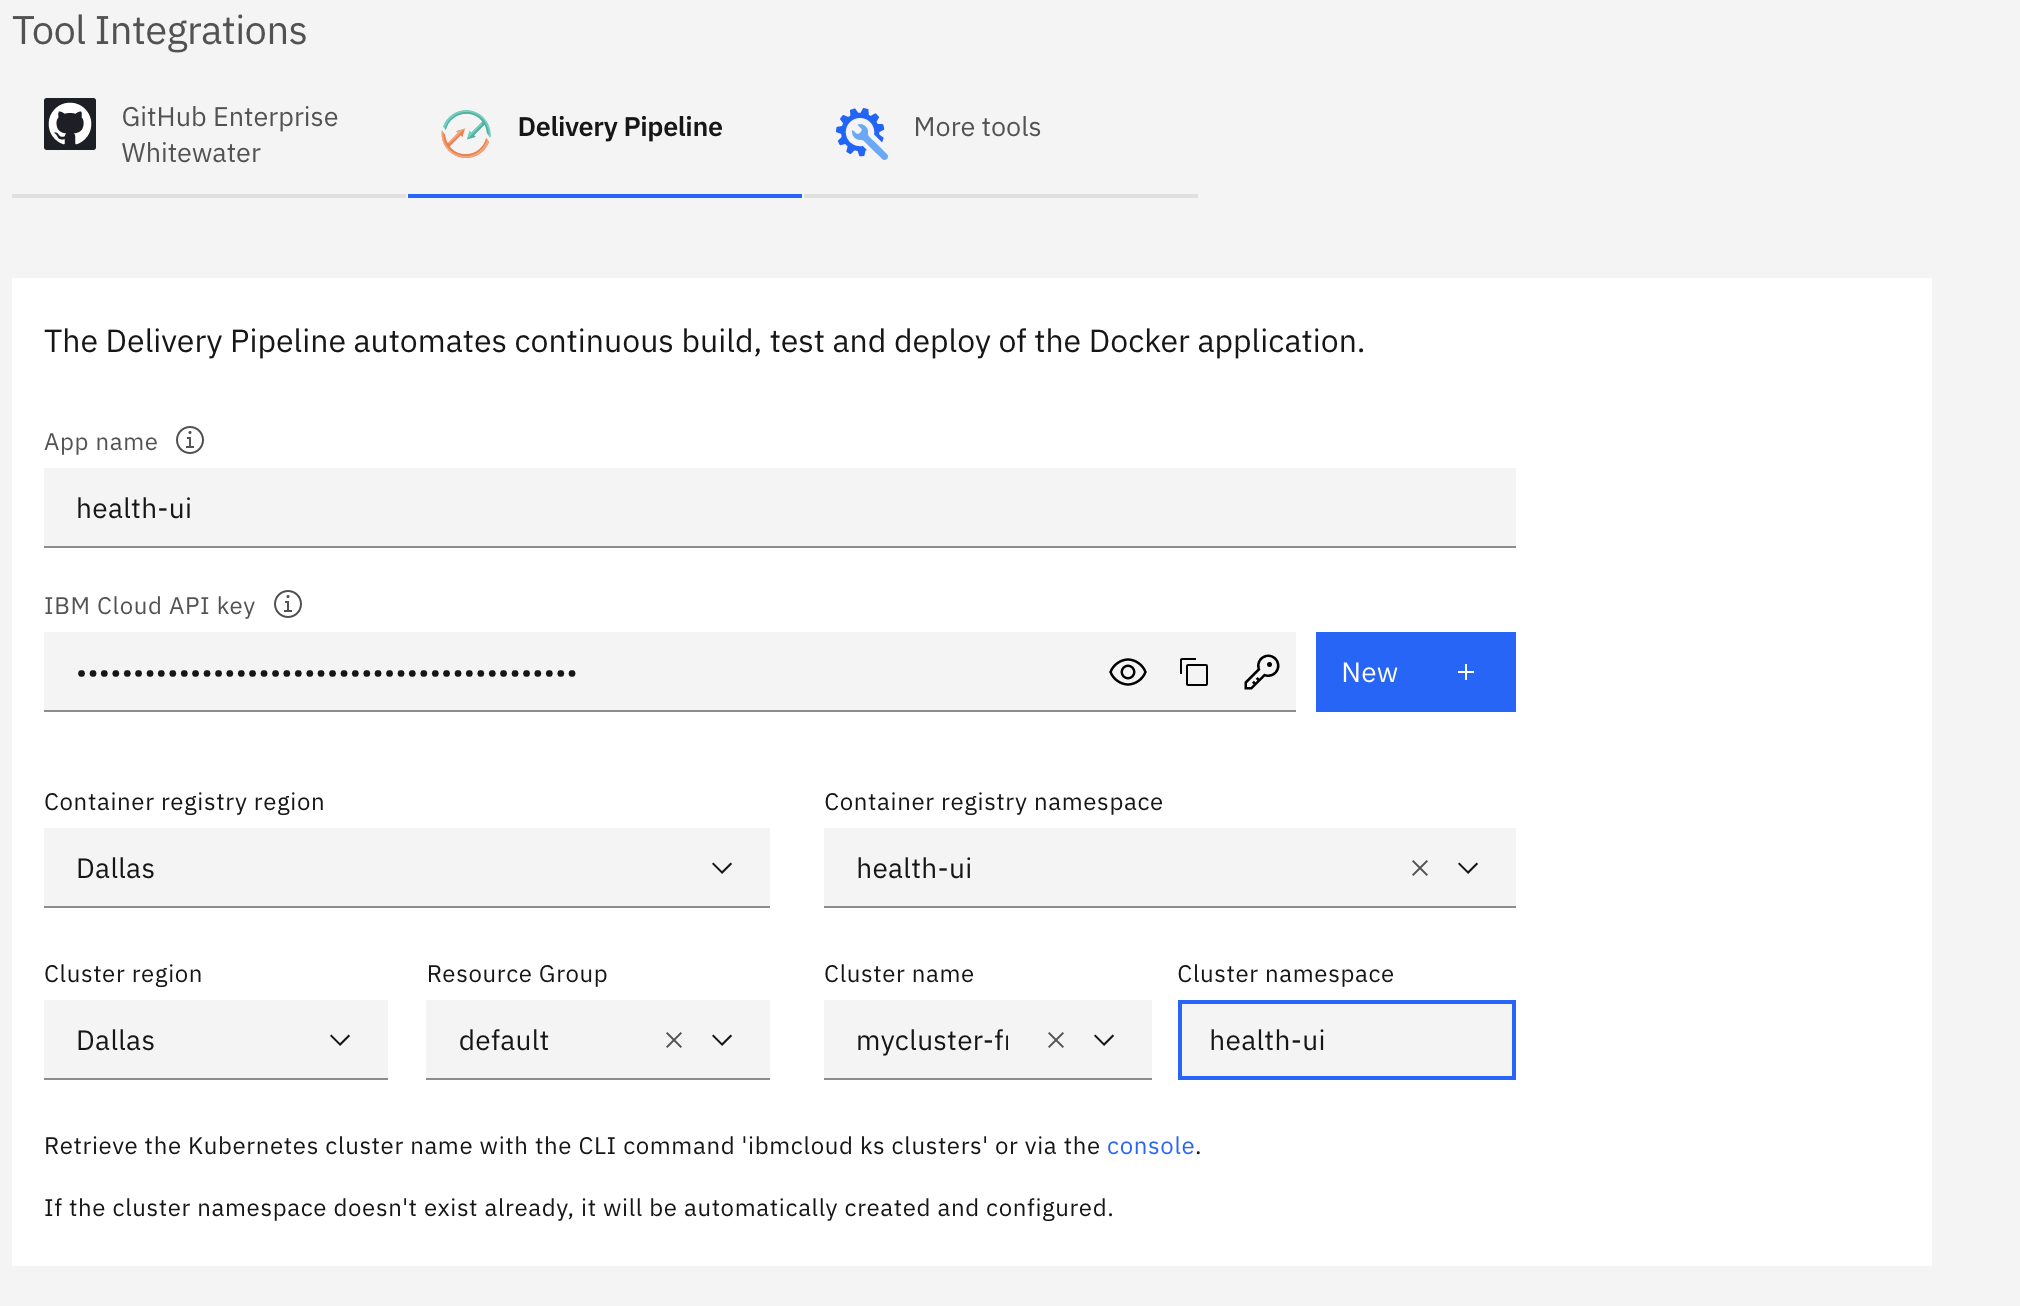 Tool Integrations
GitHub Enterprise
Whitewater
Delivery Pipeline
More tools
The Delivery Pipeline automates continuous build, test and deploy of the Docker application.
App name
health-ui
IBM Cloud API key
••••••••••••••••••••••••••••••••••••••••••••
New +
Container registry region
Container registry namespace
Dallas
health-ui
Cluster region
Resource Group
Cluster name
Cluster namespace
Dallas
default
mycluster-
health-ui
Retrieve the Kubernetes cluster name with the CLI command 'ibmcloud ks clusters' or via the console.
If the cluster namespace doesn't exist already, it will be automatically created and configured.